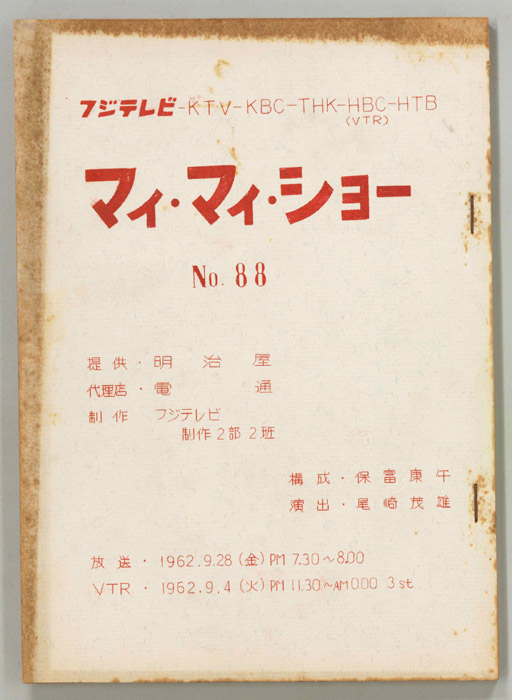 フジテレビ-KTV-KBC-THK-HBC-HTB
(VTR)
マィ・マィ・ショー
No. 88
提供・明治屋
代理店・電通
制作 フジテレビ
制作2部2班
構成・保富康午
演出・尾崎茂雄
放送・1962.9.28(金)PM 7.30~8.00
VTR・1962.9.4(火)PM 11.30~AM 0.00 3st